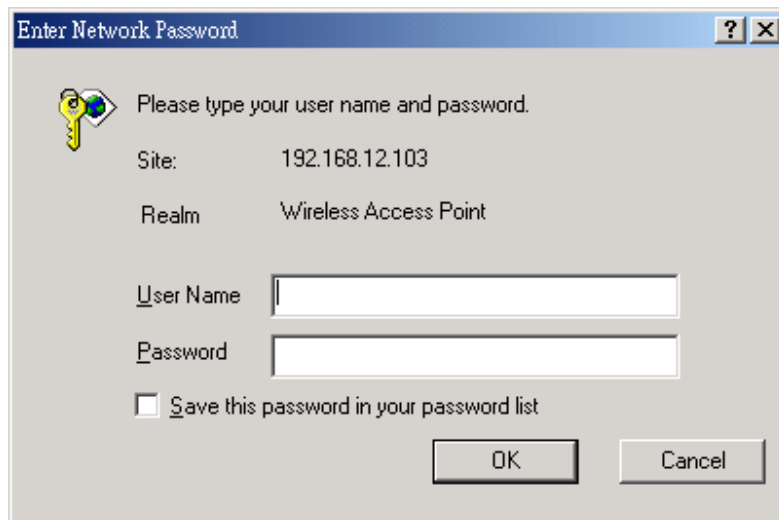 Enter Network Password
Please type your user name and password.
Site: 192.168.12.103
Realm Wireless Access Point
User Name
Password
Save this password in your password list
OK Cancel